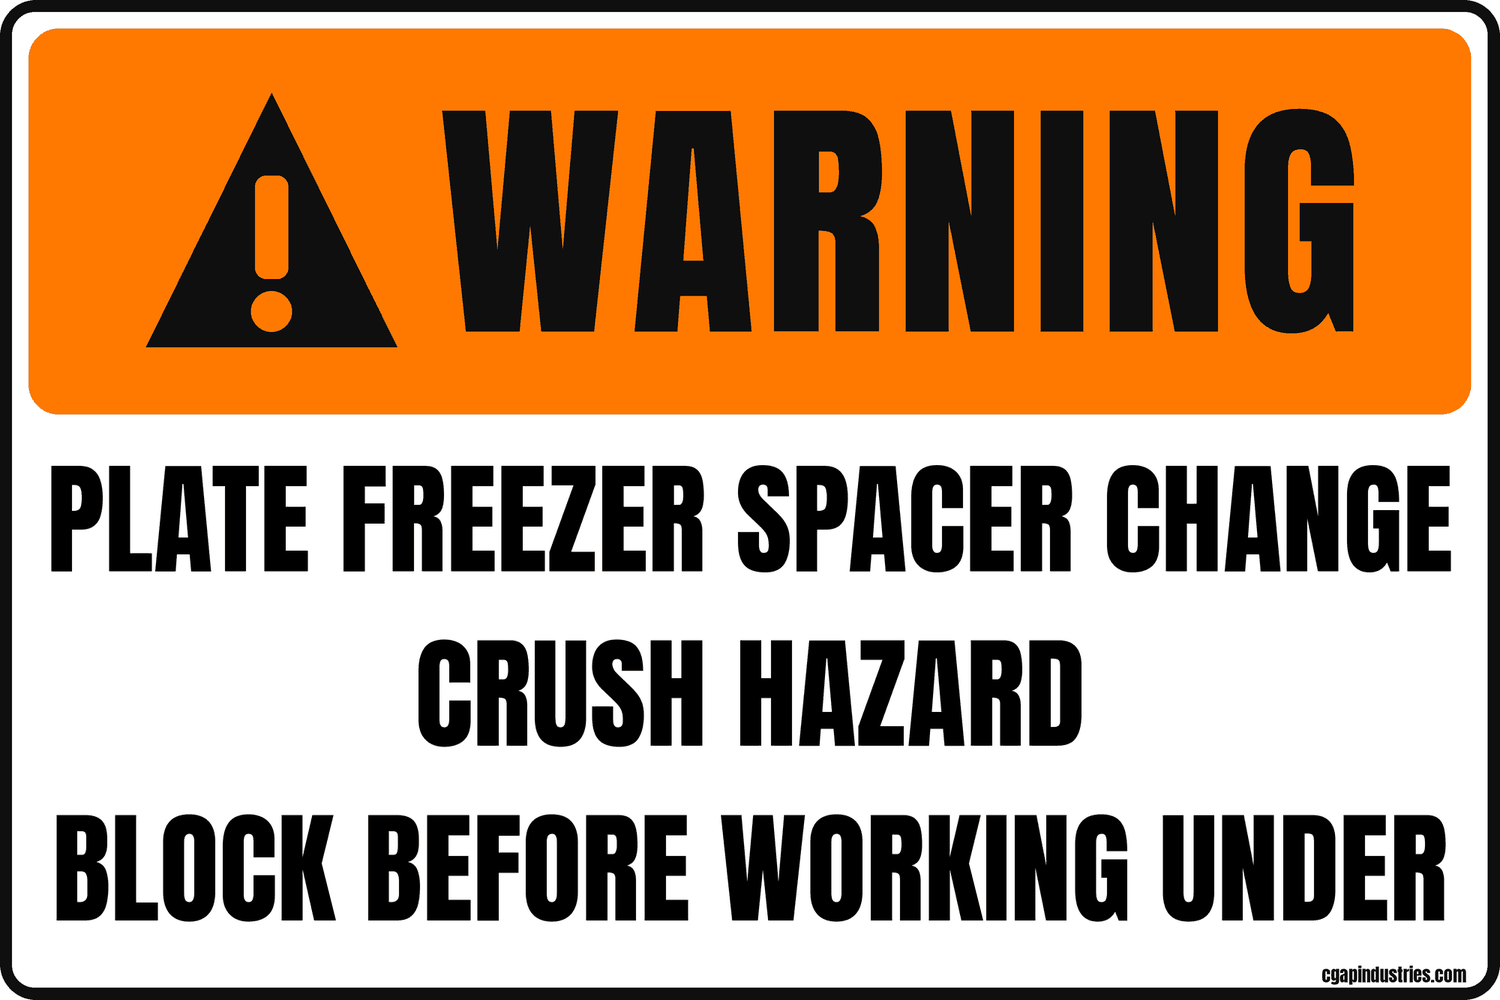 WARNING
PLATE FREEZER SPACER CHANGE
CRUSH HAZARD
BLOCK BEFORE WORKING UNDER
cgapindustries.com